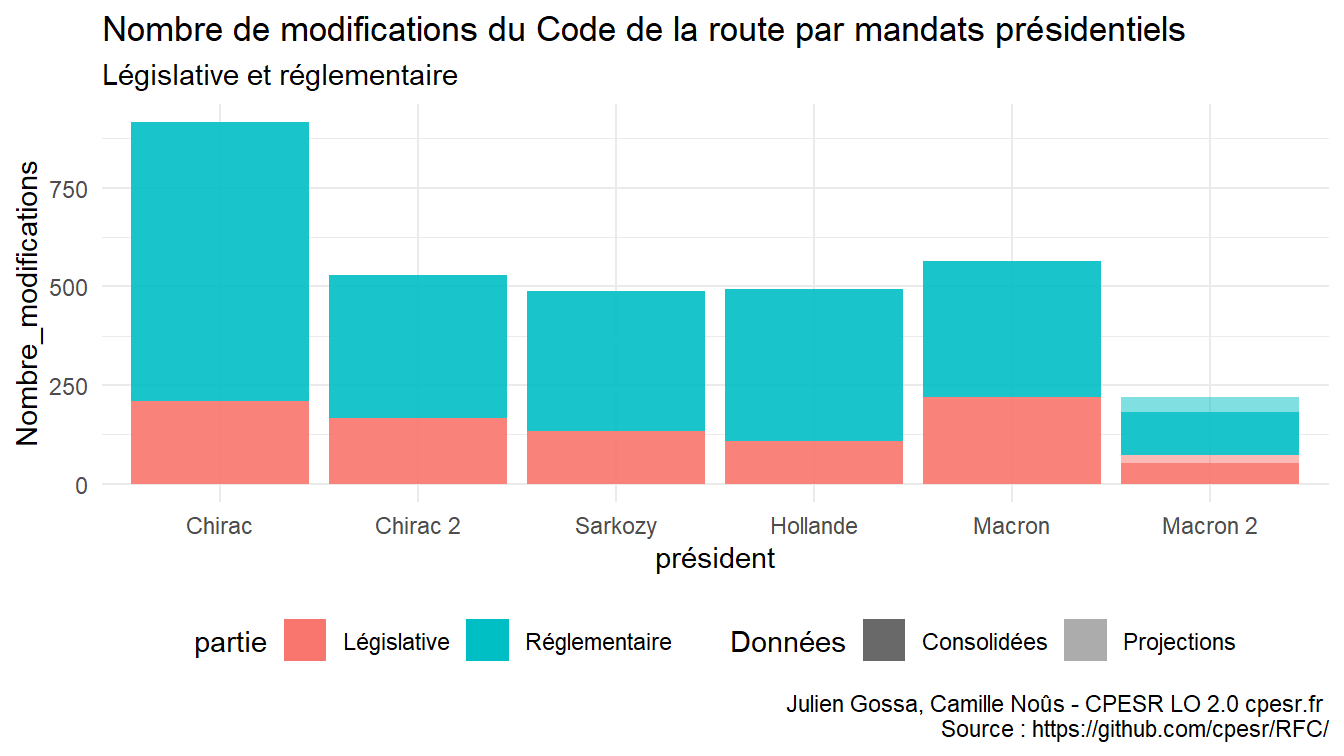 Nombre de modifications du Code de la route par mandats présidentiels
Législative et réglementaire
Nombre_modifications
750
500
250
0
Chirac
Chirac 2
Sarkozy
Hollande
Macron
Macron 2
président
partie
Législative
Réglementaire
Données
Consolidées
Projections
Julien Gossa, Camille Noûs - CPESR LO 2.0 cpesr.fr
Source : https://github.com/cpesr/RFC/